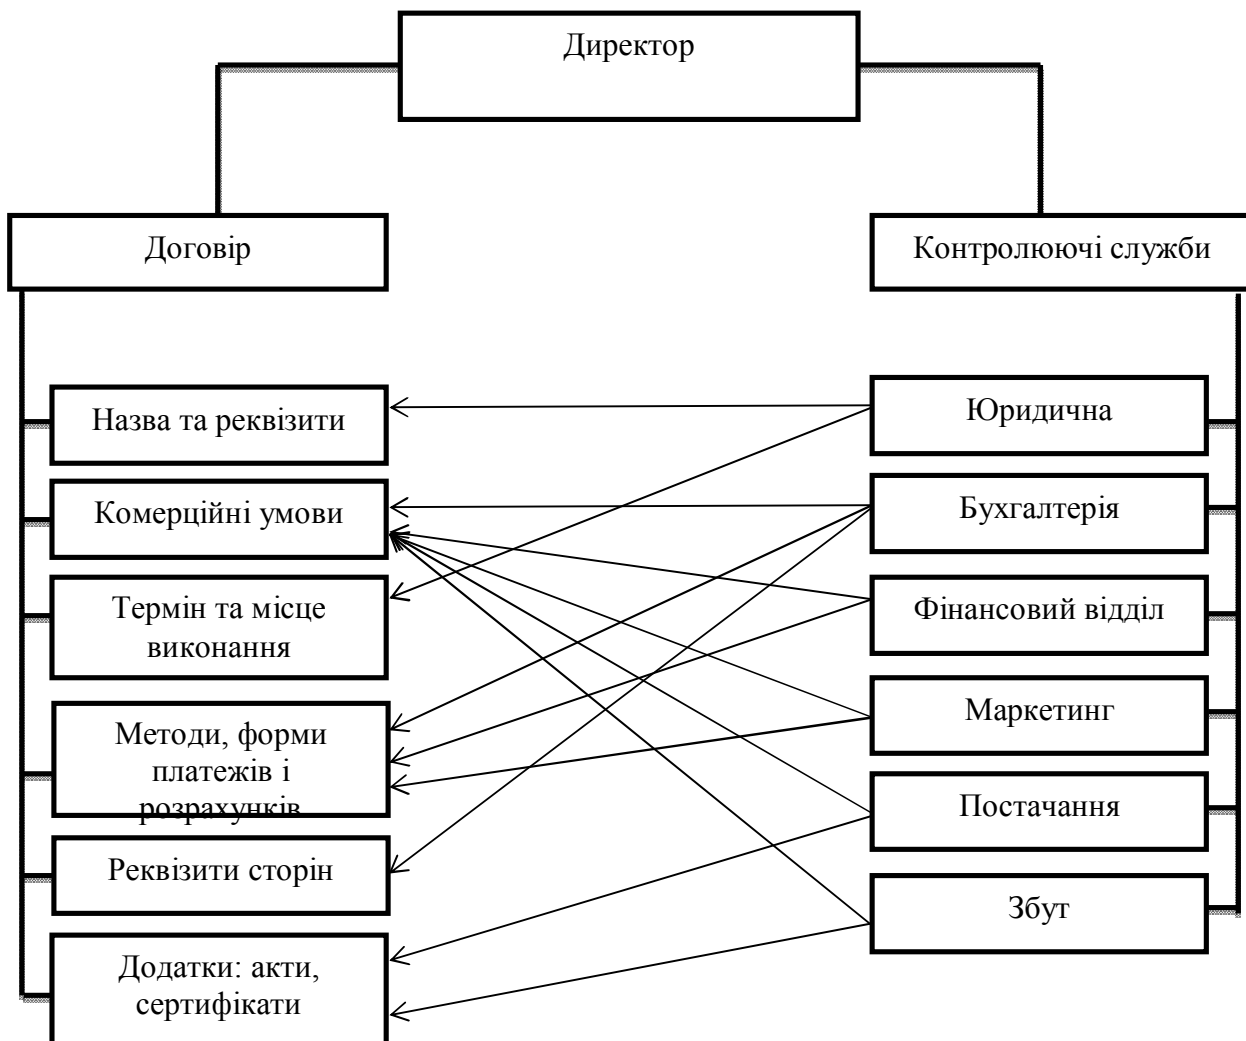 Директор
Договір
Контролюючі служби
Назва та реквізити
Комерційні умови
Термін та місце
виконання
Методи, форми
платежів і
розрахунків
Реквізити сторін
Додатки: акти,
сертифікати
Юридична
Бухгалтерія
Фінансовий відділ
Маркетинг
Постачання
Збут